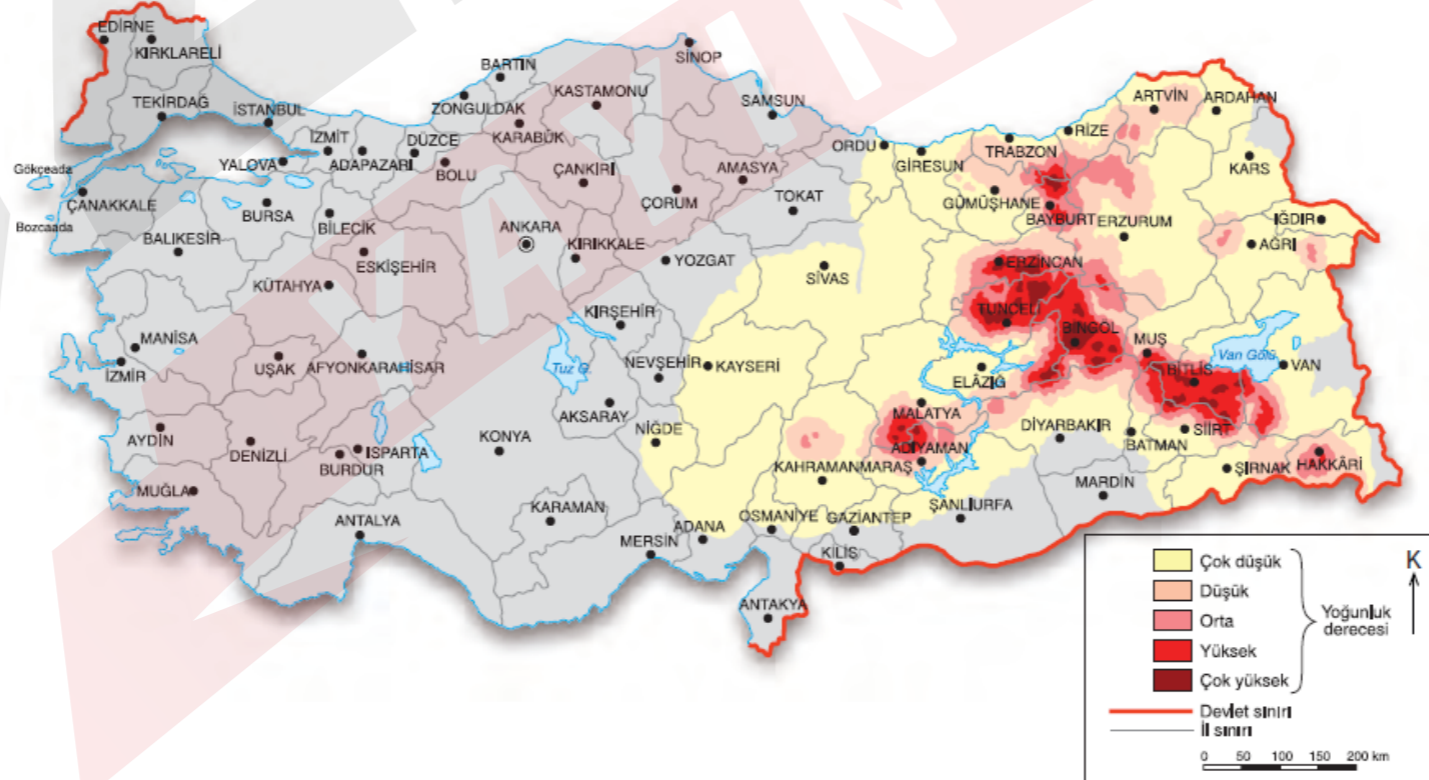 YAYIN
EDİRNE
KIRKLARELİ
TEKİRDAĞ
İSTANBUL
Gökçeada
Bozcaada
ÇANAKKALE
YALOVA
İZMİT
ADAPAZARI
DÜZCE
BOLU
ZONGULDAK
BARTIN
KARABÜK
KASTAMONU
SİNOP
SAMSUN
ÇANKIRI
ÇORUM
AMASYA
TOKAT
ORDU
GİRESUN
TRABZON
RİZE
ARTVİN
ARDAHAN
KARS
GÜMÜŞHANE
BAYBURT
ERZURUM
IĞDIR
AĞRI
BURSA
BİLECİK
BALIKESİR
ESKİŞEHİR
KÜTAHYA
ANKARA
KIRIKKALE
YOZGAT
SİVAS
ERZİNCAN
TUNCELİ
BİNGÖL
MUŞ
BİTLİS
Van Gölü
VAN
MANİSA
İZMİR
UŞAK
AFYONKARAHİSAR
Tuz G.
KIRŞEHİR
NEVŞEHİR
KAYSERİ
ELÂZIĞ
MALATYA
AKSARAY
NİĞDE
AYDIN
DENİZLİ
BURDUR
ISPARTA
KONYA
ADIYAMAN
DİYARBAKIR
BATMAN
SİİRT
ŞIRNAK
HAKKÂRİ
KAHRAMANMARAŞ
MARDİN
MUĞLA
ANTALYA
KARAMAN
MERSİN
ADANA
OSMANİYE
GAZİANTEP
ŞANLIURFA
KİLİS
ANTAKYA
Çok düşük
Düşük
Orta
Yüksek
Çok yüksek
Yoğunluk
derecesi
K
Devlet sınırı
İl sınırı
0 50 100 150 200 km